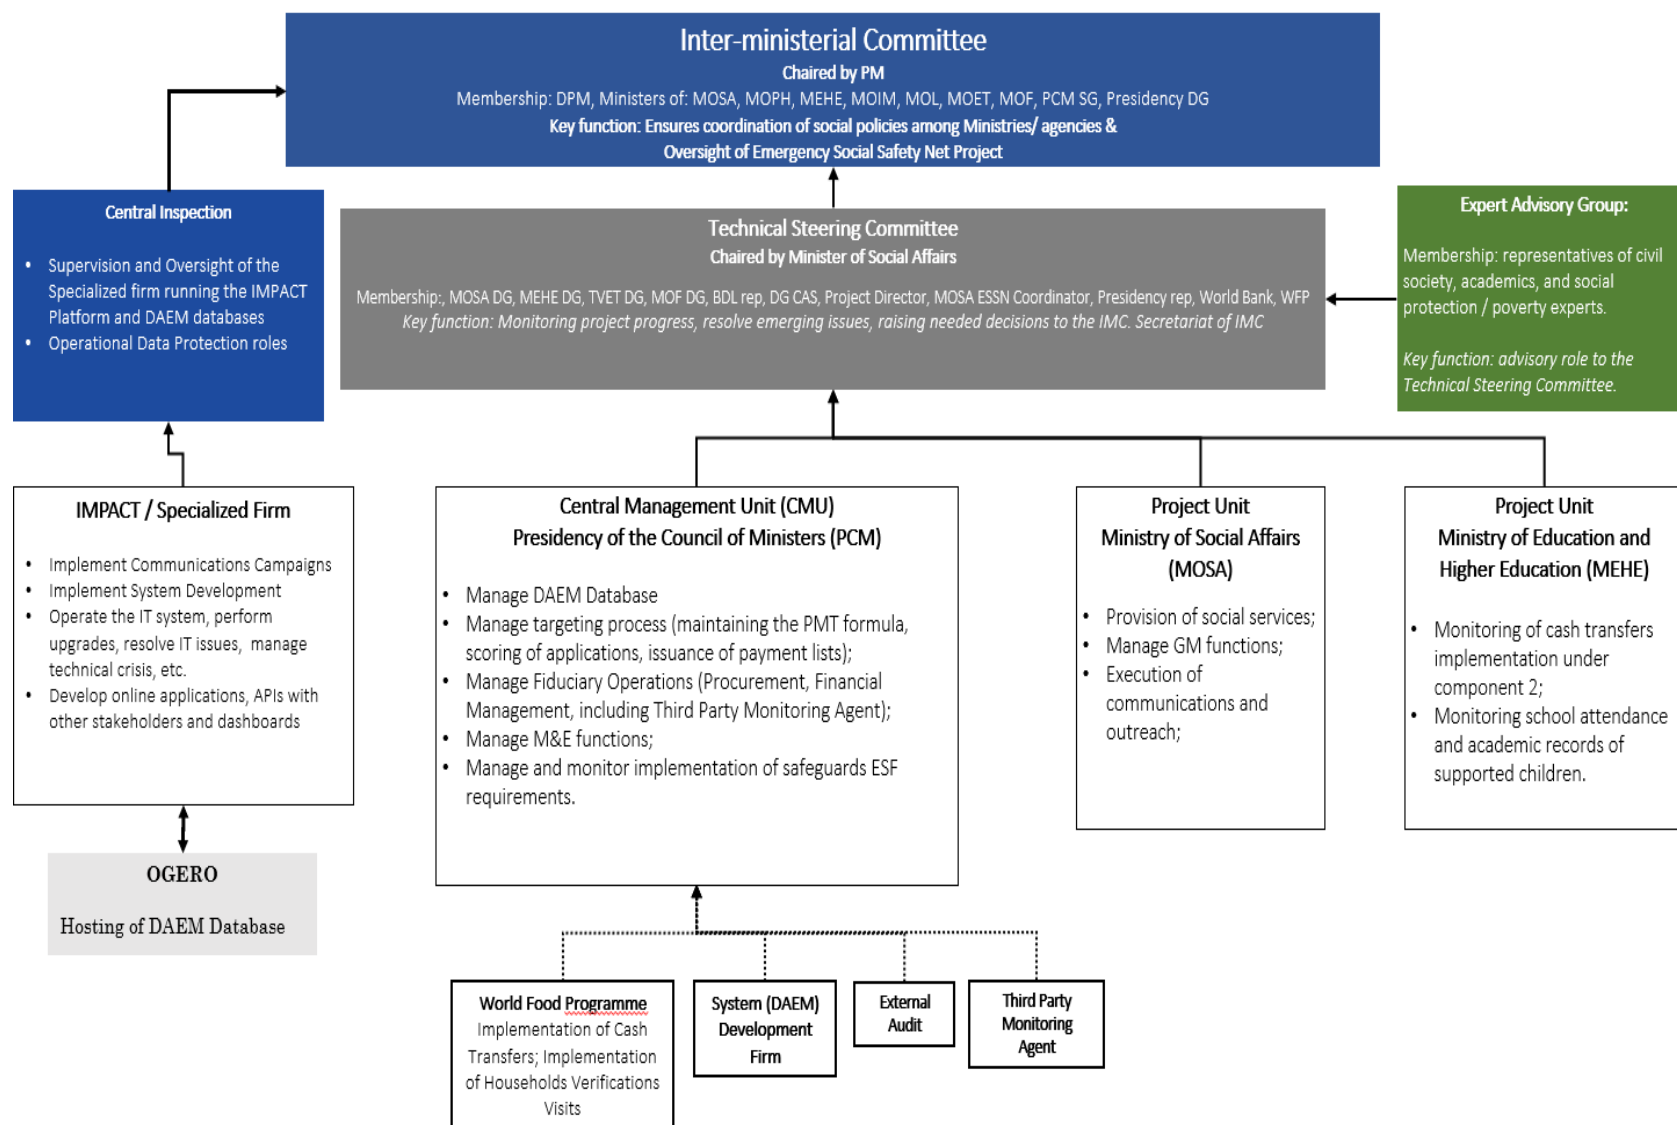 Inter-ministerial Committee
Chaired by PM
Membership: DPM, Ministers of: MOSA, MOPH, MEHE, MOIM, MOL, MOET, MOF, PCM SG, Presidency DG
Key function: Ensures coordination of social policies among Ministries/ agencies &
Oversight of Emergency Social Safety Net Project
Central Inspection
• Supervision and Oversight of the
Specialized firm running the IMPACT
Platform and DAEM databases
• Operational Data Protection roles
Technical Steering Committee
Chaired by Minister of Social Affairs
Membership:, MOSA DG, MEHE DG, TVET DG, MOF DG, BDL rep, DG CAS, Project Director, MOSA ESSN Coordinator, Presidency rep, World Bank, WFP
Key function: Monitoring project progress, resolve emerging issues, raising needed decisions to the IMC. Secretariat of IMC
Expert Advisory Group:
Membership: representatives of civil
society, academics, and social
protection / poverty experts.
Key function: advisory role to the
Technical Steering Committee.
IMPACT / Specialized Firm
• Implement Communications Campaigns
• Implement System Development
• Operate the IT system, perform
upgrades, resolve IT issues, manage
technical crisis, etc.
• Develop online applications, APIs with
other stakeholders and dashboards
Central Management Unit (CMU)
Presidency of the Council of Ministers (PCM)
• Manage DAEM Database
• Manage targeting process (maintaining the PMT formula,
scoring of applications, issuance of payment lists);
• Manage Fiduciary Operations (Procurement, Financial
Management, including Third Party Monitoring Agent);
• Manage M&E functions;
• Manage and monitor implementation of safeguards ESF
requirements.
Project Unit
Ministry of Social Affairs
(MOSA)
• Provision of social services;
• Manage GM functions;
• Execution of
communications and
outreach;
Project Unit
Ministry of Education and
Higher Education (MEHE)
• Monitoring of cash transfers
implementation under
component 2;
• Monitoring school attendance
and academic records of
supported children.
OGERO
Hosting of DAEM Database
World Food Programme
Implementation of Cash
Transfers; Implementation
of Households Verifications
Visits
System (DAEM)
Development
Firm
External
Audit
Third Party
Monitoring
Agent